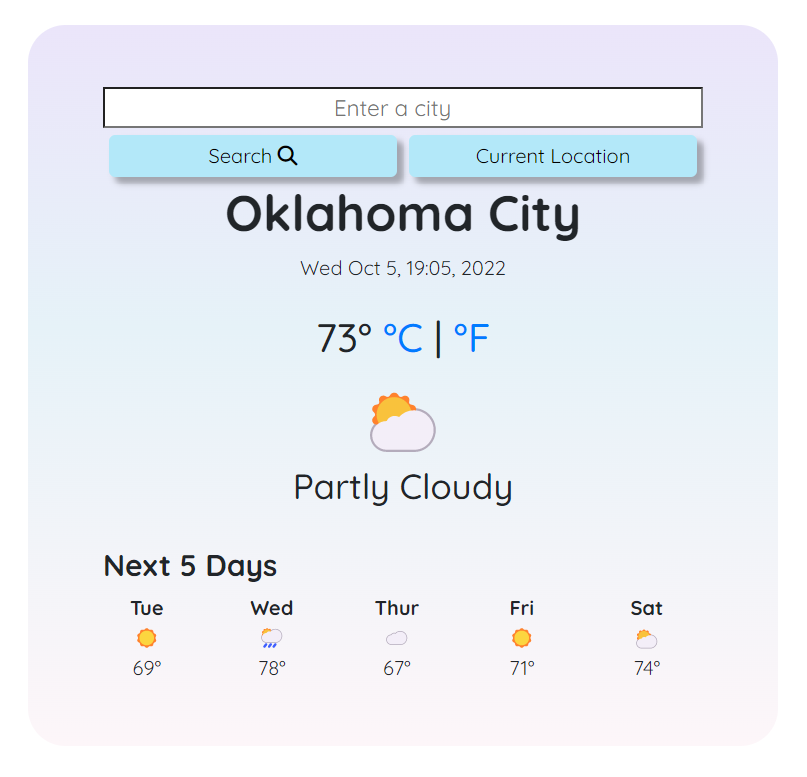 Enter a city
Search
Current Location
Oklahoma City
Wed Oct 5, 19:05, 2022
73° °C | °F
Partly Cloudy
Next 5 Days
Tue Wed Thur Fri Sat
69° 78° 67° 71° 74°